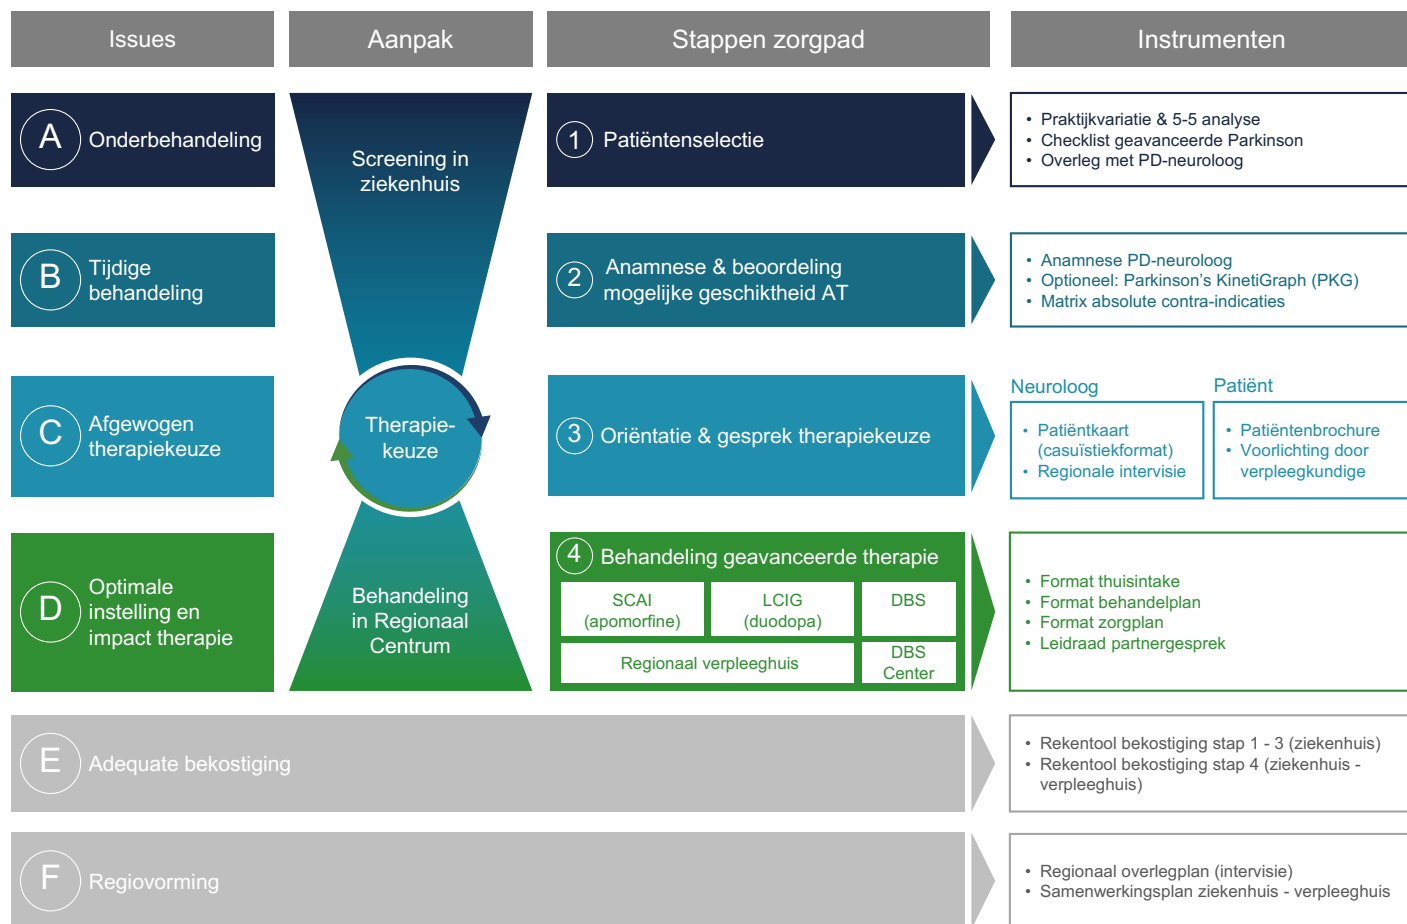 Issues
Aanpak
Stappen zorgpad
Instrumenten
A
Onderbehandeling
Screening in
ziekenhuis
1
Patiëntenselectie
• Praktijkvariatie & 5-5 analyse
• Checklist geavanceerde Parkinson
• Overleg met PD-neuroloog
B
Tijdige
behandeling
2
Anamnese & beoordeling
mogelijke geschiktheid AT
• Anamnese PD-neuroloog
• Optioneel: Parkinson's KinetiGraph (PKG)
• Matrix absolute contra-indicaties
C
Afgewogen
therapiekeuze
Therapie-
keuze
3
Oriëntatie & gesprek therapiekeuze
Neuroloog
• Patiëntkaart
(casuïstiekformat)
• Regionale intervisie
Patiënt
• Patiëntenbrochure
• Voorlichting door
verpleegkundige
D
Optimale
instelling en
impact therapie
Behandeling
in Regionaal
Centrum
4
Behandeling geavanceerde therapie
SCAI
(apomorfine)
LCIG
(duodopa)
DBS
Regionaal verpleeghuis
DBS
Center
• Format thuisintake
• Format behandelplan
• Format zorgplan
• Leidraad partnergesprek
E
Adequate bekostiging
• Rekentool bekostiging stap 1 - 3 (ziekenhuis)
• Rekentool bekostiging stap 4 (ziekenhuis -
verpleeghuis)
F
Regiovorming
• Regionaal overlegplan (intervisie)
• Samenwerkingsplan ziekenhuis - verpleeghuis